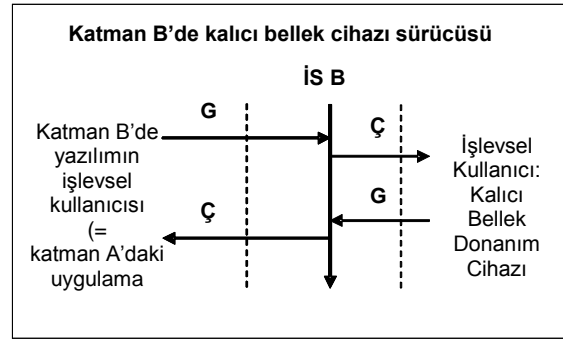 Katman B’de kalıcı bellek cihazı sürücüsü
İS B
G
Ç
Katman B’de
yazılımın
işlevsel
kullanıcısı
(=
katman A’daki
uygulama
Ç
G
İşlevsel
Kullanıcı:
Kalıcı
Bellek
Donanım
Cihazı